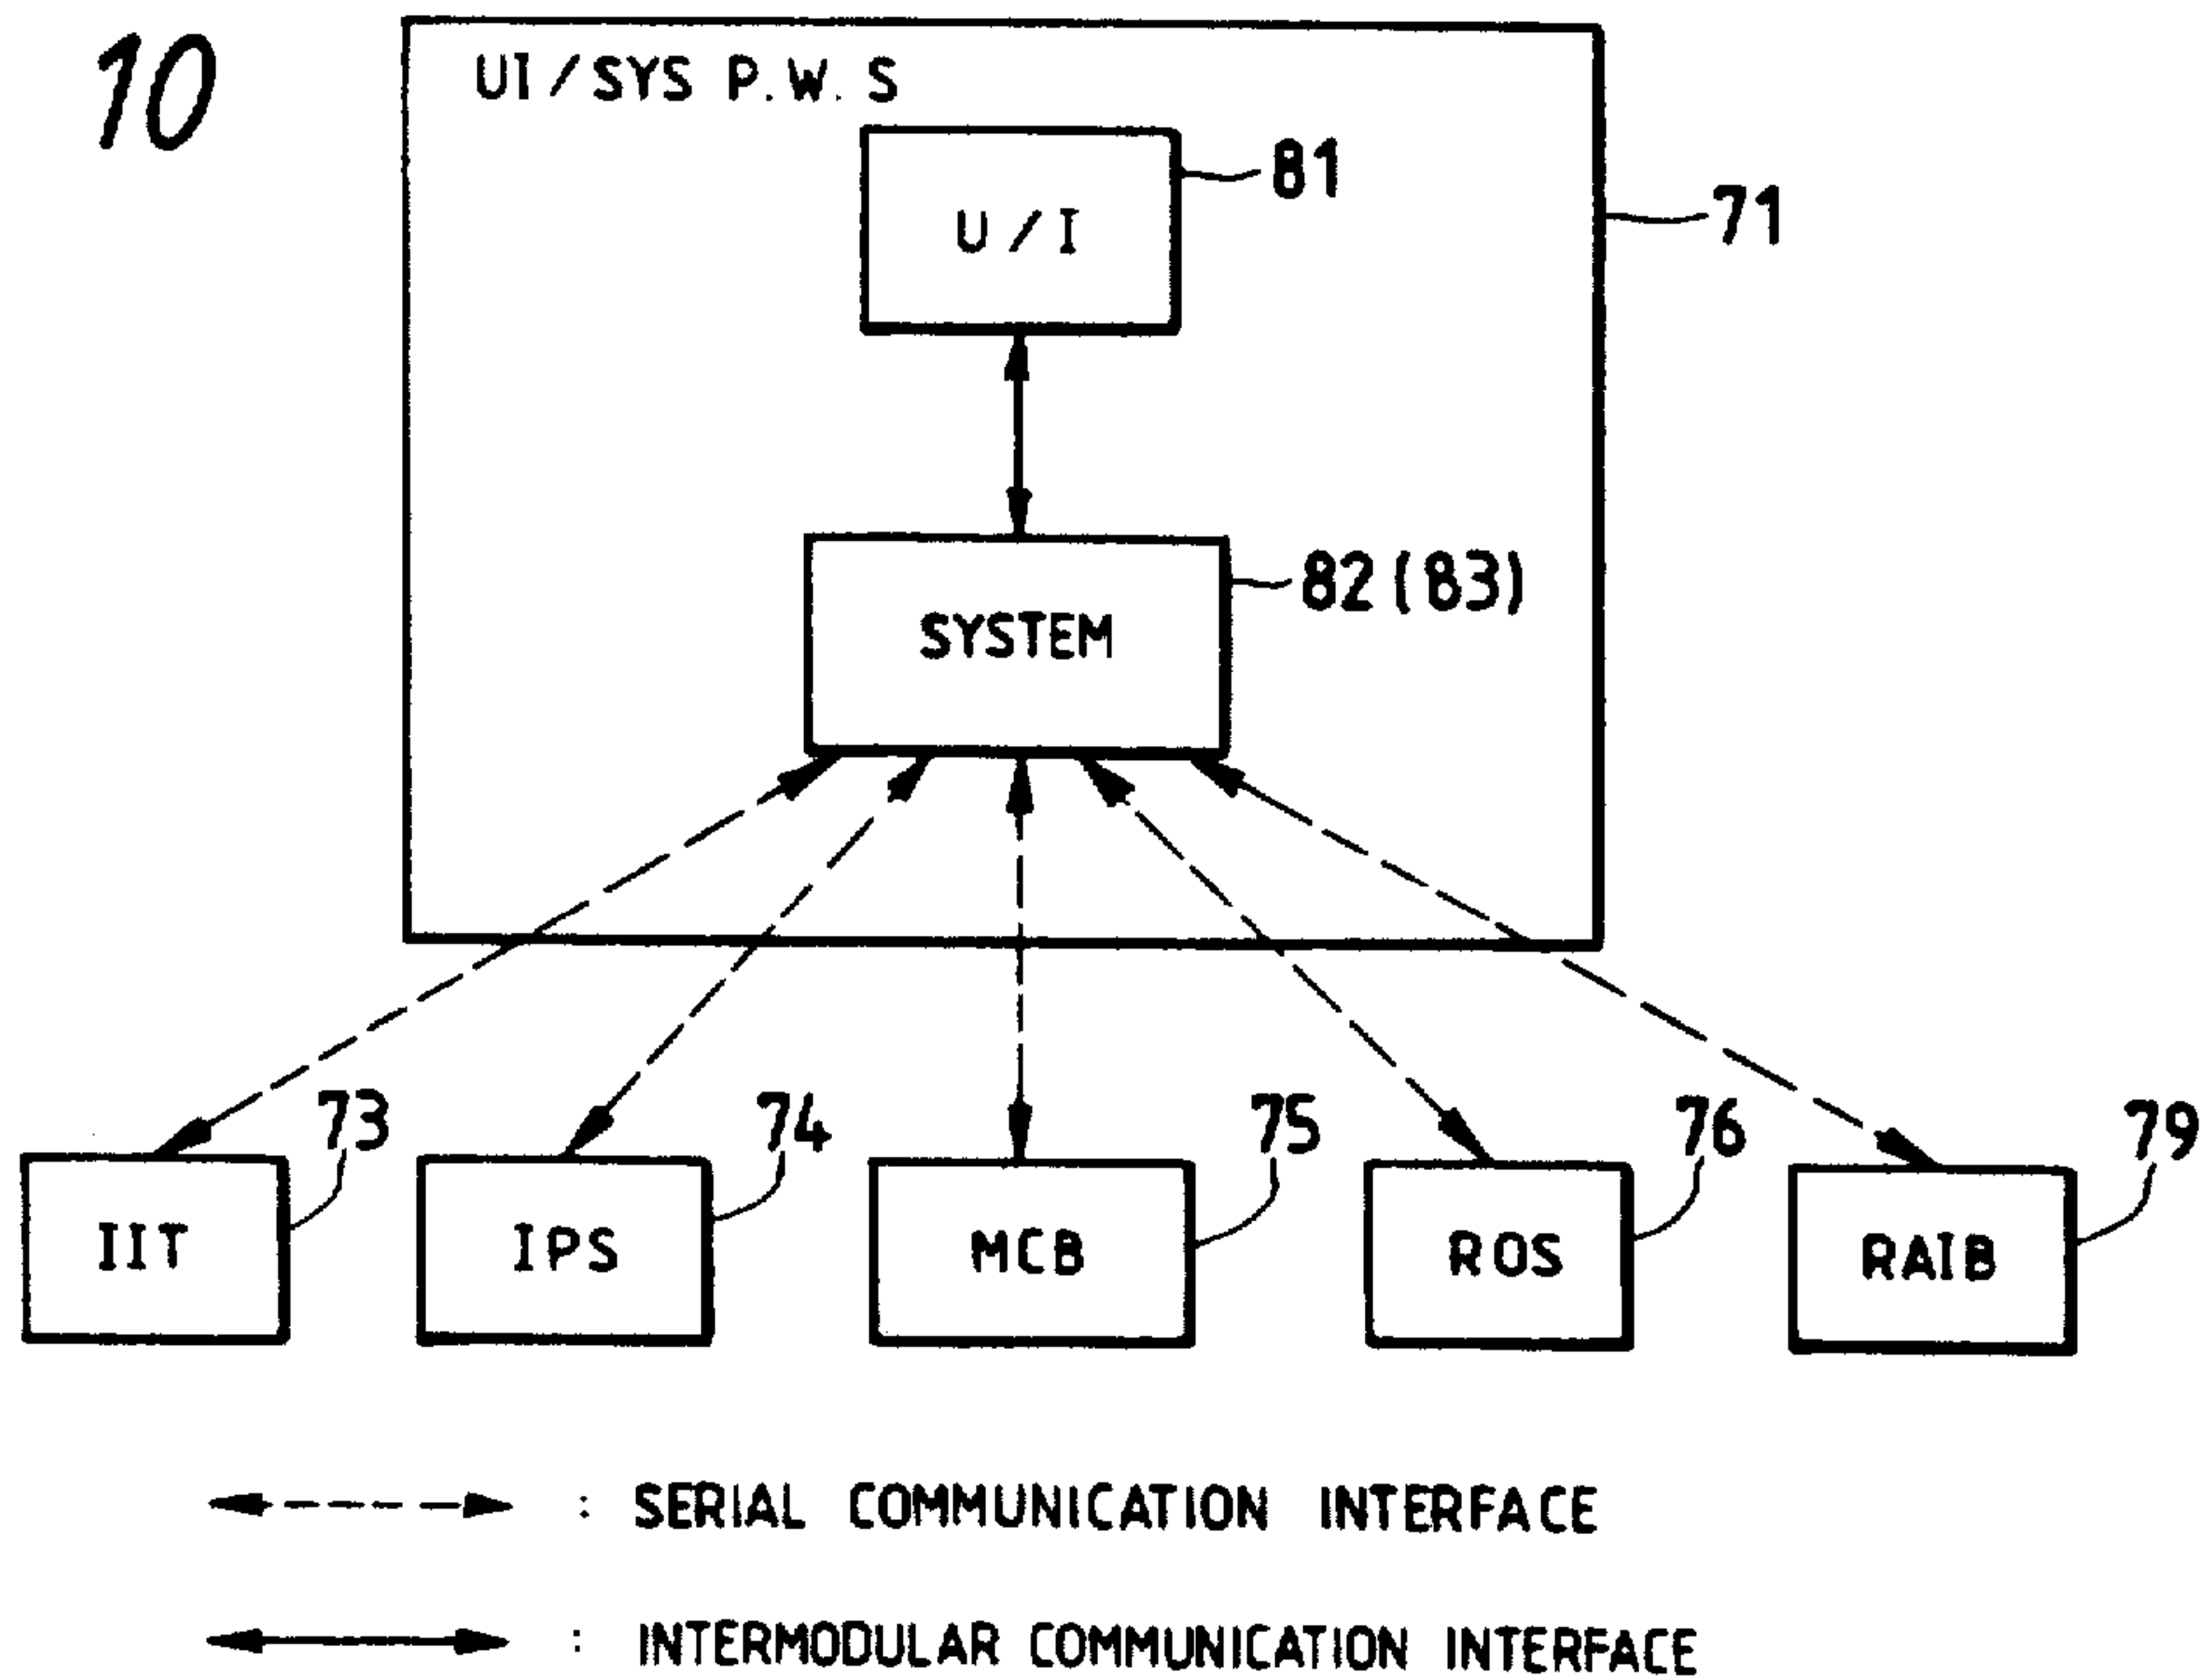 10
UI/SYS P.W.S
81
71
U/I
82(83)
SYSTEM
73
74
75
76
79
IIT
IPS
MCB
ROS
RAIB
: SERIAL COMMUNICATION INTERFACE
: INTERMODULAR COMMUNICATION INTERFACE